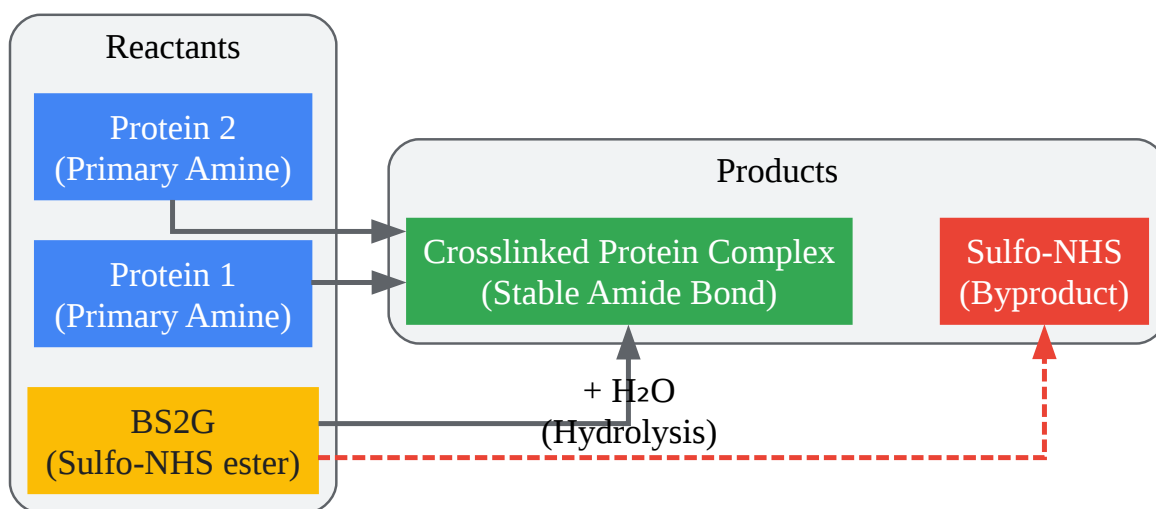 Reactants
Protein 2
(Primary Amine)
Protein 1
(Primary Amine)
BS2G
(Sulfo-NHS ester)
Products
Crosslinked Protein Complex
(Stable Amide Bond)
Sulfo-NHS
(Byproduct)
+ H₂O
(Hydrolysis)